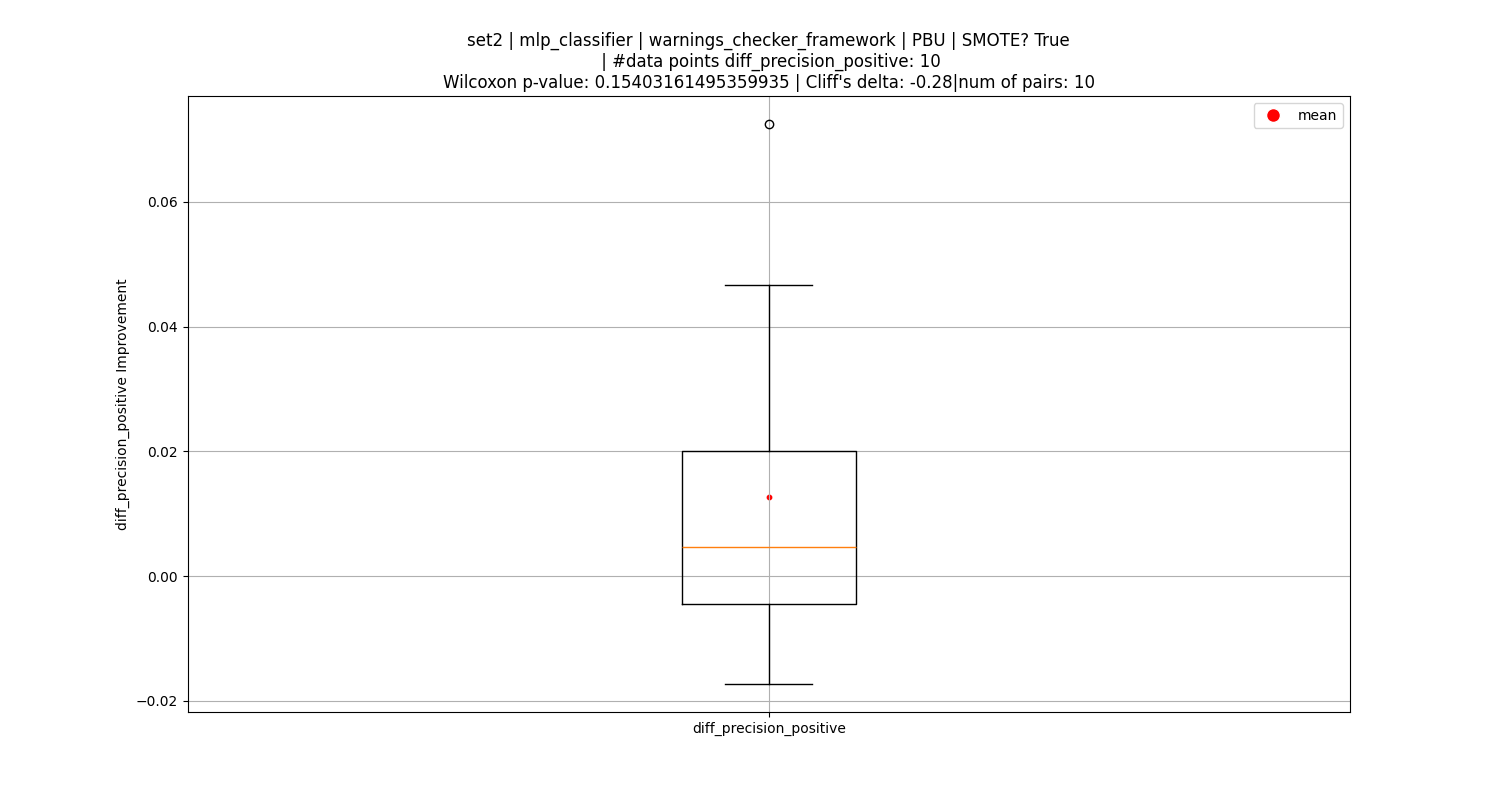 set2 | mlp_classifier | warnings_checker_framework | PBU | SMOTE? True
| #data points diff_precision_positive: 10
Wilcoxon p-value: 0.15403161495359935 | Cliff's delta: -0.28|num of pairs: 10
mean
0.06
0.04
0.02
0.00
−0.02
diff_precision_positive Improvement
diff_precision_positive